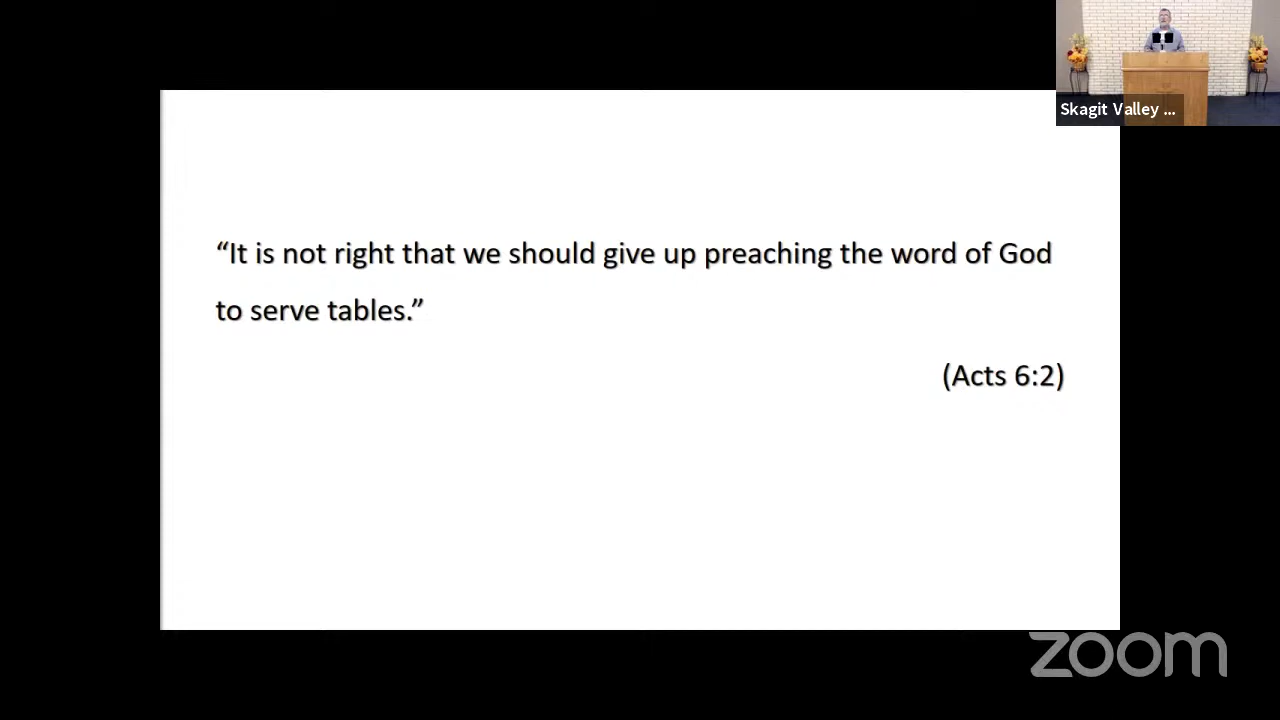 Skagit Valley ...
“It is not right that we should give up preaching the word of God
to serve tables.”
(Acts 6:2)
zoom